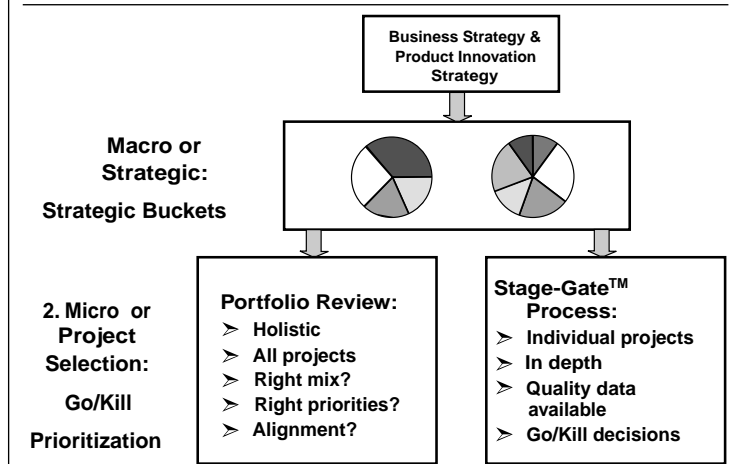 Business Strategy &
Product Innovation
Strategy
Macro or
Strategic:
Strategic Buckets
2. Micro or
Project
Selection:
Go/Kill
Prioritization
Portfolio Review:
➢ Holistic
➢ All projects
➢ Right mix?
➢ Right priorities?
➢ Alignment?
Stage-Gate™
Process:
➢ Individual projects
➢ In depth
➢ Quality data
available
➢ Go/Kill decisions